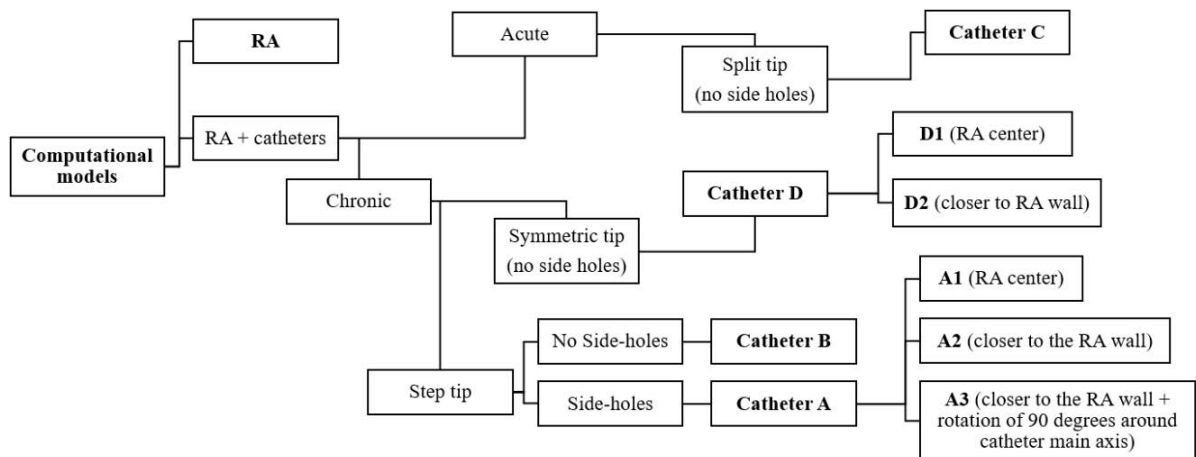 Computational
models
RA
RA + catheters
Acute
Split tip
(no side holes)
Catheter C
Chronic
Symmetric tip
(no side holes)
Catheter D
D1 (RA center)
D2 (closer to RA wall)
Step tip
No Side-holes
Catheter B
Side-holes
Catheter A
A1 (RA center)
A2 (closer to the RA wall)
A3 (closer to the RA wall +
rotation of 90 degrees around
catheter main axis)